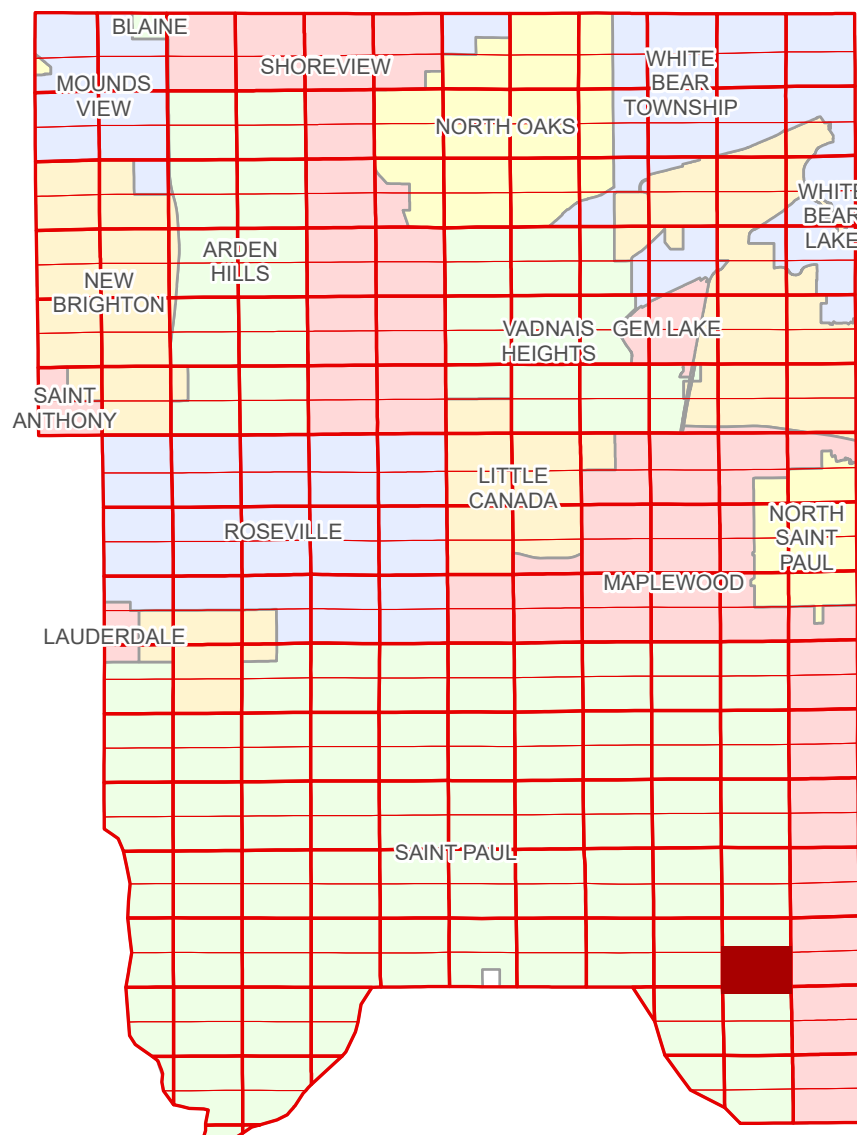 BLAINE
SHOREVIEW
WHITE
BEAR
TOWNSHIP
MOUNDS
VIEW
NORTH OAKS
WHITE
BEAR
LAKE
ARDEN
HILLS
NEW
BRIGHTON
VADNAIS
HEIGHTS
GEM LAKE
SAINT
ANTHONY
LITTLE
CANADA
NORTH
SAINT
PAUL
ROSEVILLE
MAPLEWOOD
LAUDERDALE
SAINT PAUL